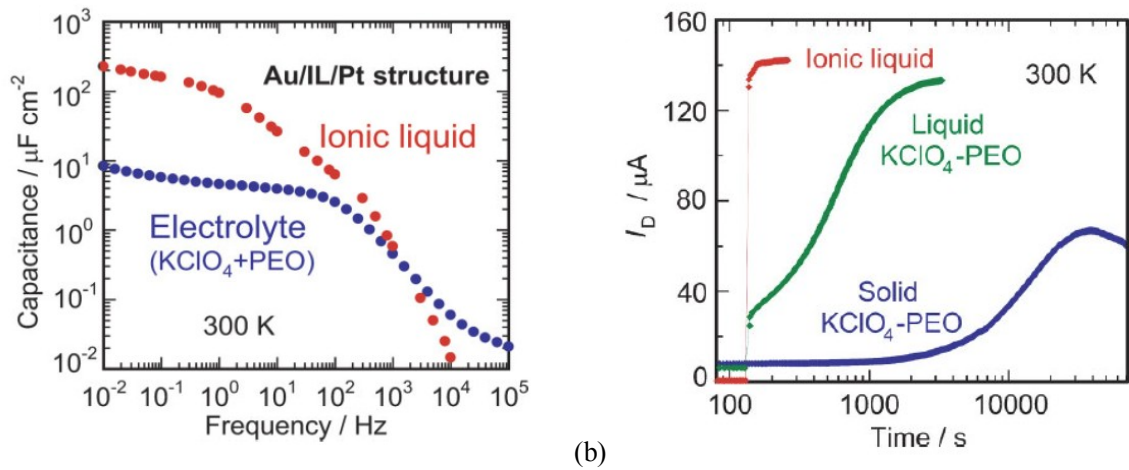 10³
10²
10¹
10⁰
10⁻¹
10⁻²
Capacitance / μF cm⁻²
Au/IL/Pt structure
Ionic liquid
Electrolyte
(KClO₄+PEO)
300 K
10⁻² 10⁻¹ 10⁰ 10¹ 10² 10³ 10⁴ 10⁵
Frequency / Hz
(b)
160
120
80
40
0
I_D / μA
Ionic liquid
300 K
Liquid
KClO₄-PEO
Solid
KClO₄-PEO
100 1000 10000
Time / s